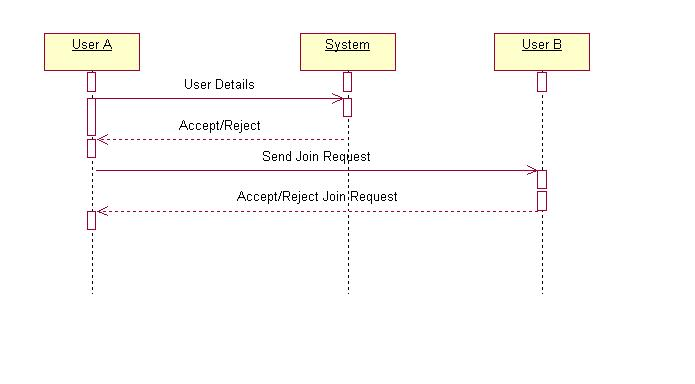 User A
System
User B
User Details
Accept/Reject
Send Join Request
Accept/Reject Join Request